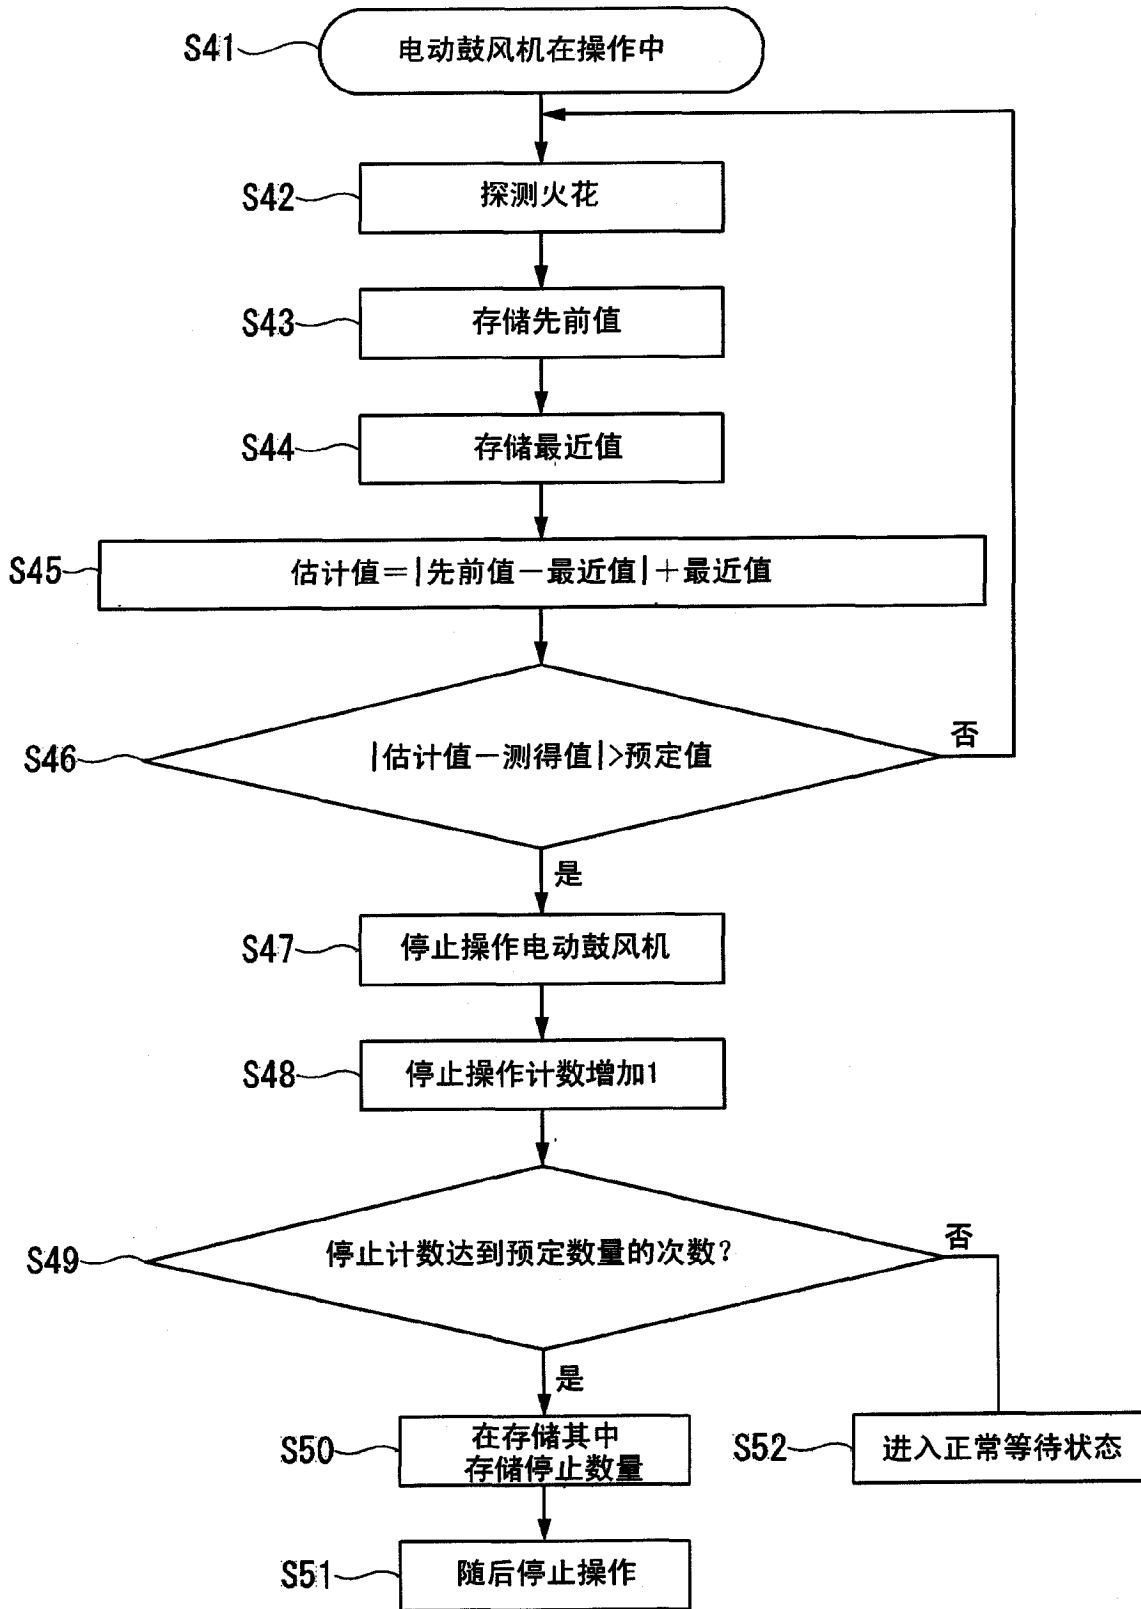 S41
电动鼓风机在操作中
S42
探测火花
S43
存储先前值
S44
存储最近值
S45
估计值=|先前值-最近值|+最近值
S46
|估计值-测得值|>预定值
否
是
S47
停止操作电动鼓风机
S48
停止操作计数增加1
S49
停止计数达到预定数量的次数?
否
是
S50
在存储其中
存储停止数量
S52
进入正常等待状态
S51
随后停止操作